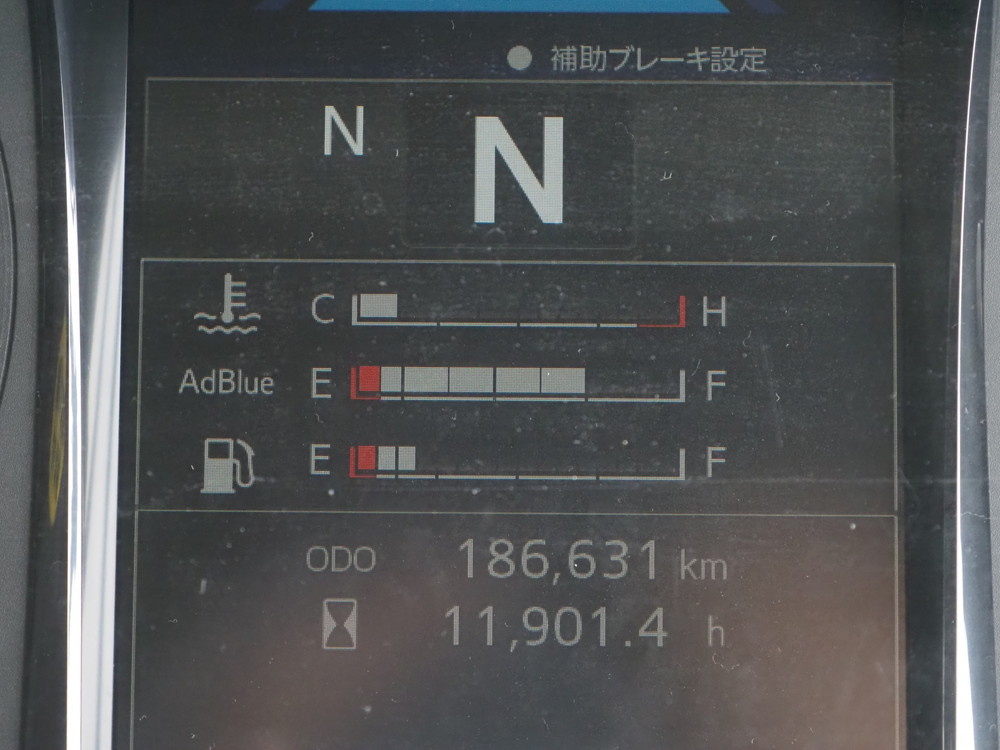 補助ブレーキ設定
N N
C H
AdBlue E F
E F
ODO 186,631 km
11,901.4 h